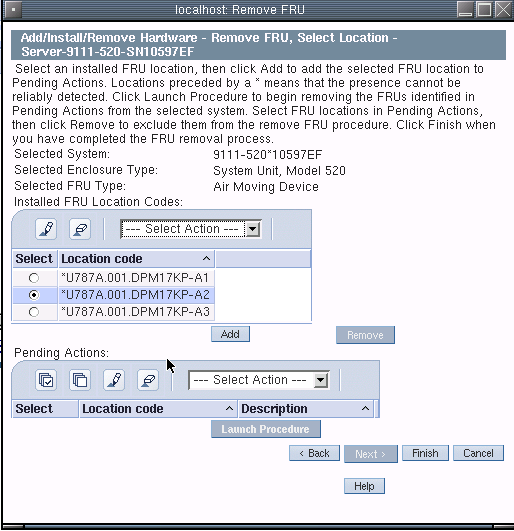 localhost: Remove FRU
Add/Install/Remove Hardware - Remove FRU, Select Location -
Server-9111-520-SN10597EF
Select an installed FRU location, then click Add to add the selected FRU location to
Pending Actions. Locations preceded by a * means that the presence cannot be
reliably detected. Click Launch Procedure to begin removing the FRUs identified in
Pending Actions from the selected system. Select FRU locations in Pending Actions,
then click Remove to exclude them from the remove FRU procedure. Click Finish when
you have completed the FRU removal process.
Selected System: 9111-520*10597EF
Selected Enclosure Type: System Unit, Model 520
Selected FRU Type: Air Moving Device
Installed FRU Location Codes:
--- Select Action ---
Select Location code ^
*U787A.001.DPM17KP-A1
*U787A.001.DPM17KP-A2
*U787A.001.DPM17KP-A3
Add Remove
Pending Actions:
--- Select Action ---
Select Location code ^ Description ^
Launch Procedure
< Back Next > Finish Cancel
Help